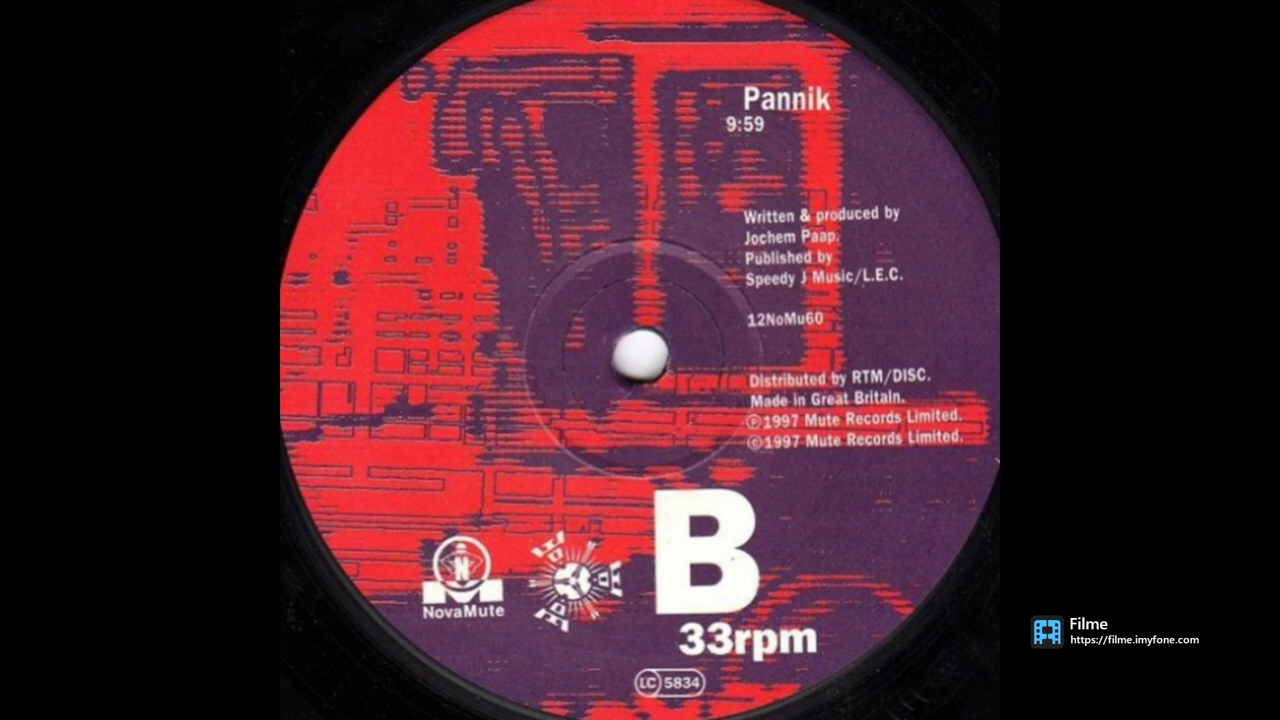 Pannik
9:59
Written & produced by
Jochem Paap.
Published by
Speedy J Music/L.E.C.
12NoMu60
Distributed by RTM/DISC.
Made in Great Britain.
Ⓟ1997 Mute Records Limited.
©1997 Mute Records Limited.
B
33rpm
N
NovaMute
LC 5834
Filme
https://filme.imyfone.com